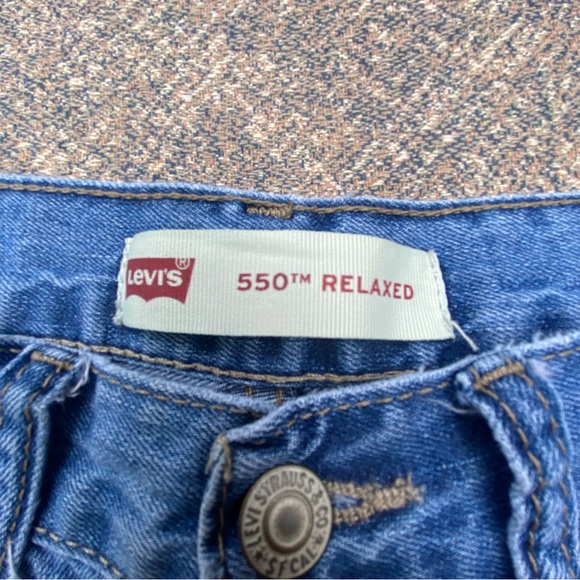 LEVI'S®
550™ RELAXED
LEVI STRAUSS & CO
★ S.F. CAL ★